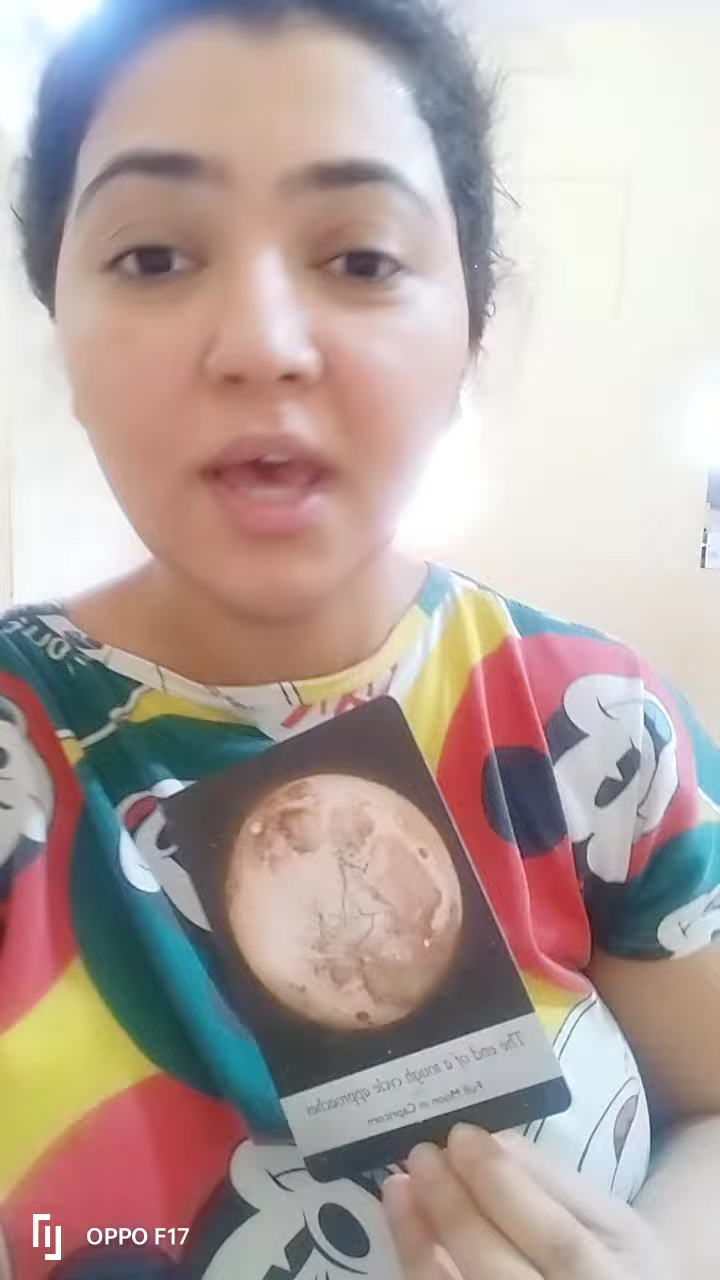 The end of a tough cycle approaches
Full Moon in Capricorn
OPPO F17